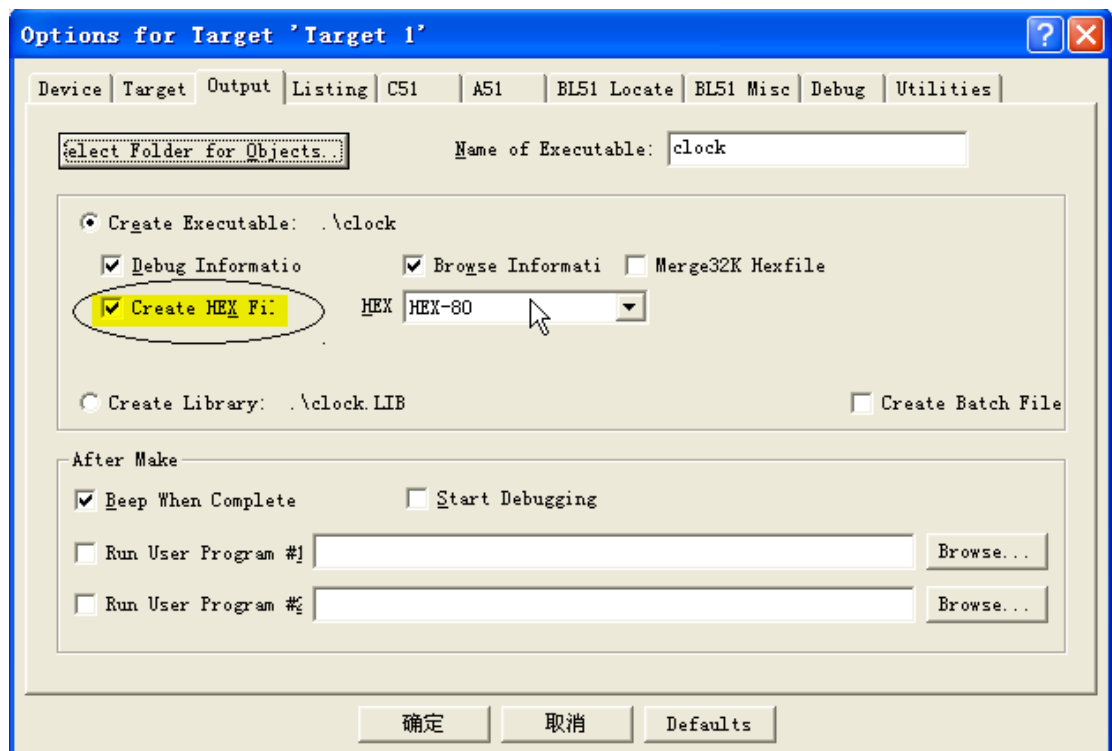 Options for Target 'Target 1'
Device Target Output Listing C51 A51 BL51 Locate BL51 Misc Debug Utilities
elect Folder for Objects.. Name of Executable: clock
Create Executable: .\clock
Debug Informatio Browse Informati Merge32K Hexfile
Create HEX Fi HEX HEX-80
Create Library: .\clock.LIB Create Batch File
After Make
Beep When Complete Start Debugging
Run User Program #1 Browse...
Run User Program #2 Browse...
确定 取消 Defaults